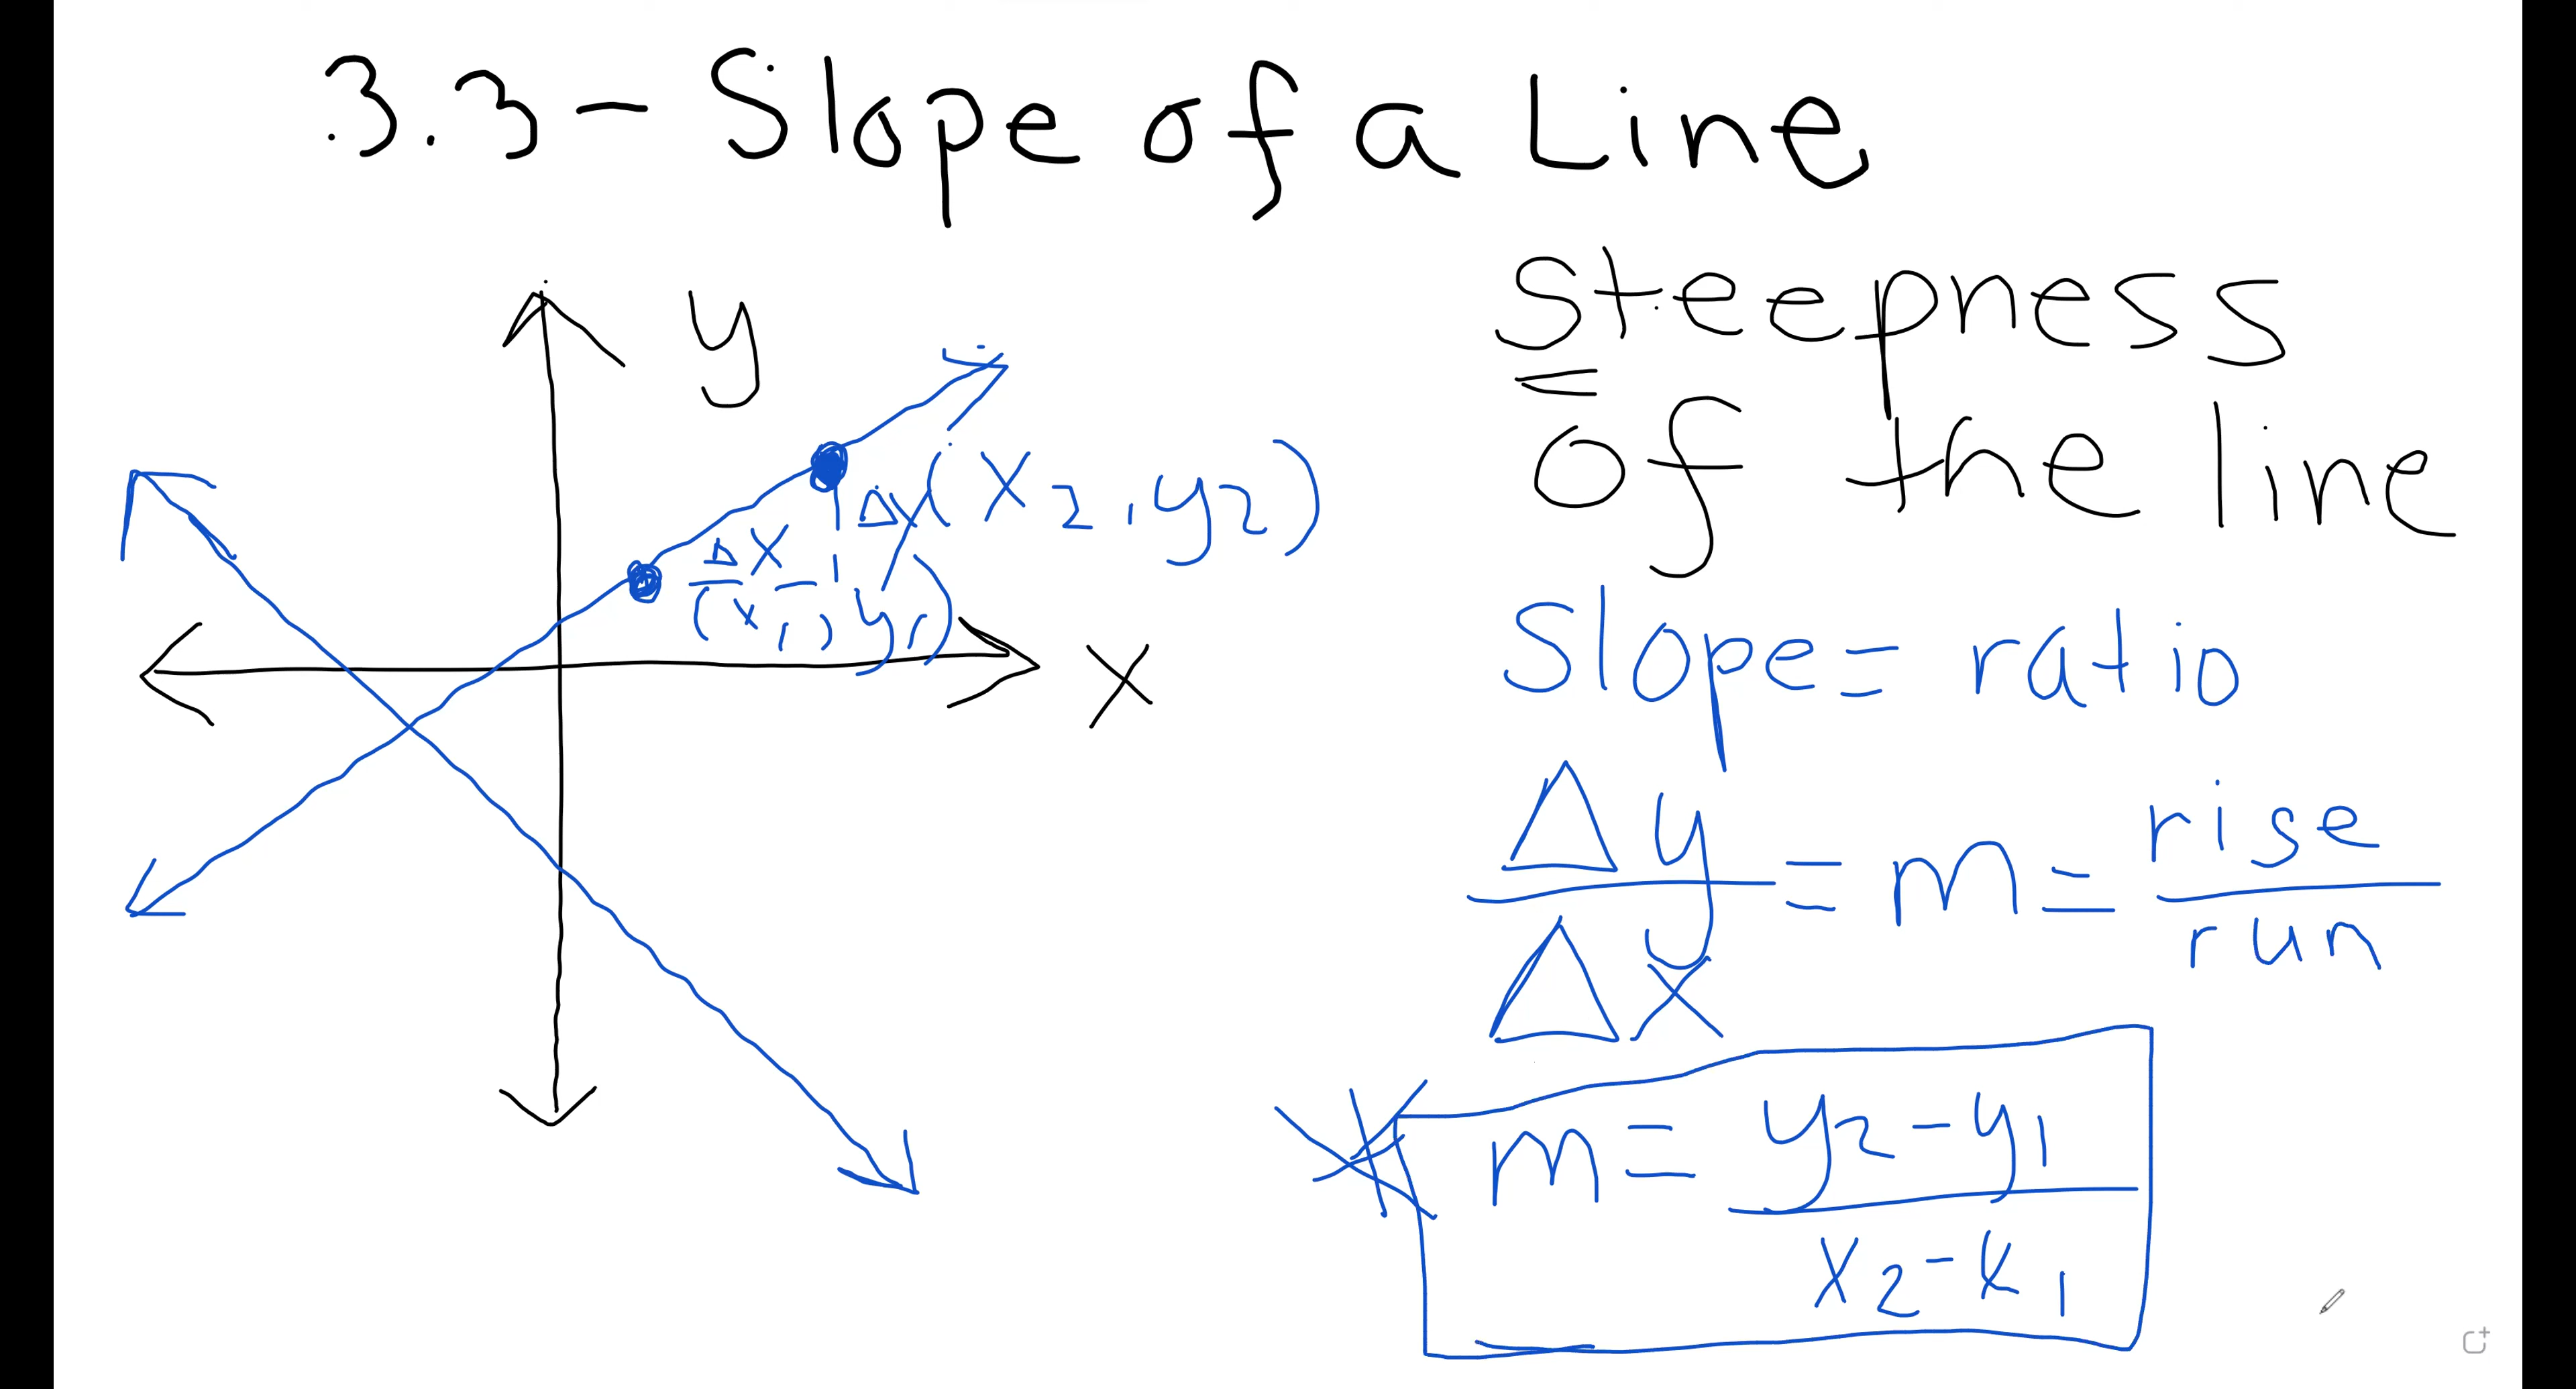 3.3 - Slope of a Line
y
Steepness
of the line
Δy (x2, y2)
Δx
(x1, y1)
x
Slope = ratio
Δy/Δx = m = rise/run
m = y2 - y1
x2 - x1